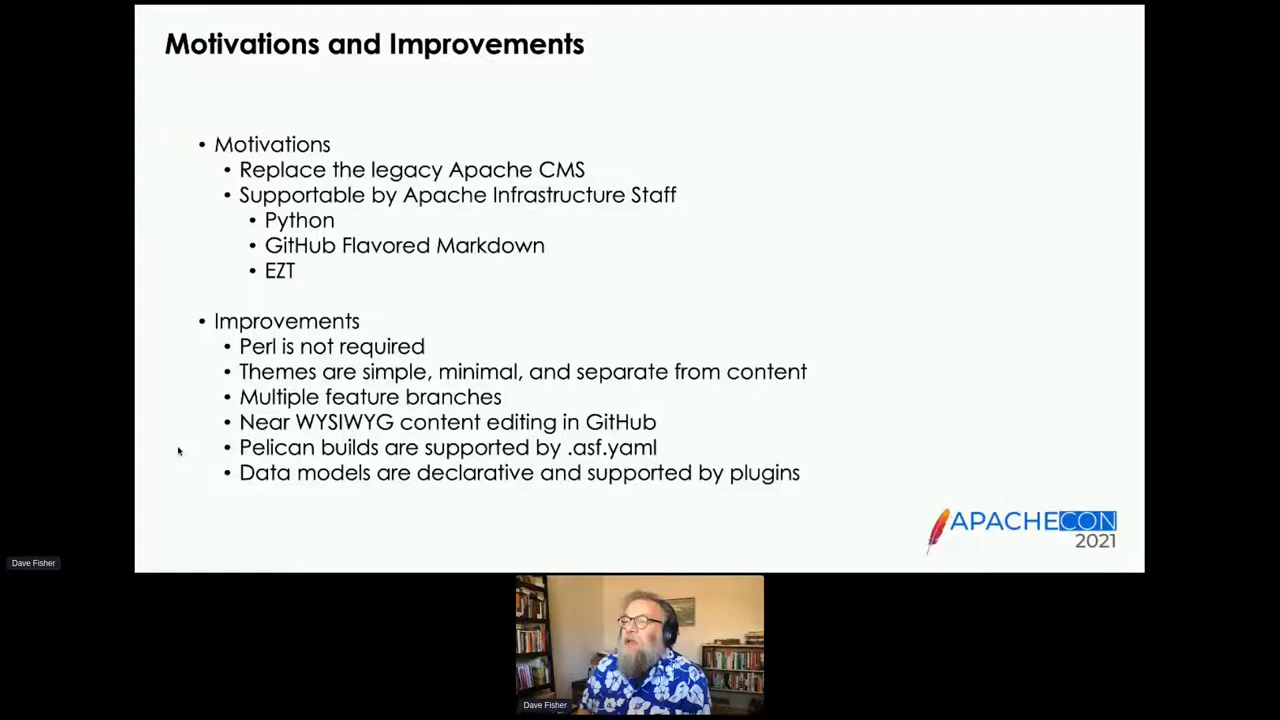 Motivations and Improvements
• Motivations
• Replace the legacy Apache CMS
• Supportable by Apache Infrastructure Staff
• Python
• GitHub Flavored Markdown
• EZT
• Improvements
• Perl is not required
• Themes are simple, minimal, and separate from content
• Multiple feature branches
• Near WYSIWYG content editing in GitHub
• Pelican builds are supported by .asf.yaml
• Data models are declarative and supported by plugins
APACHECON
2021
Dave Fisher
Dave Fisher